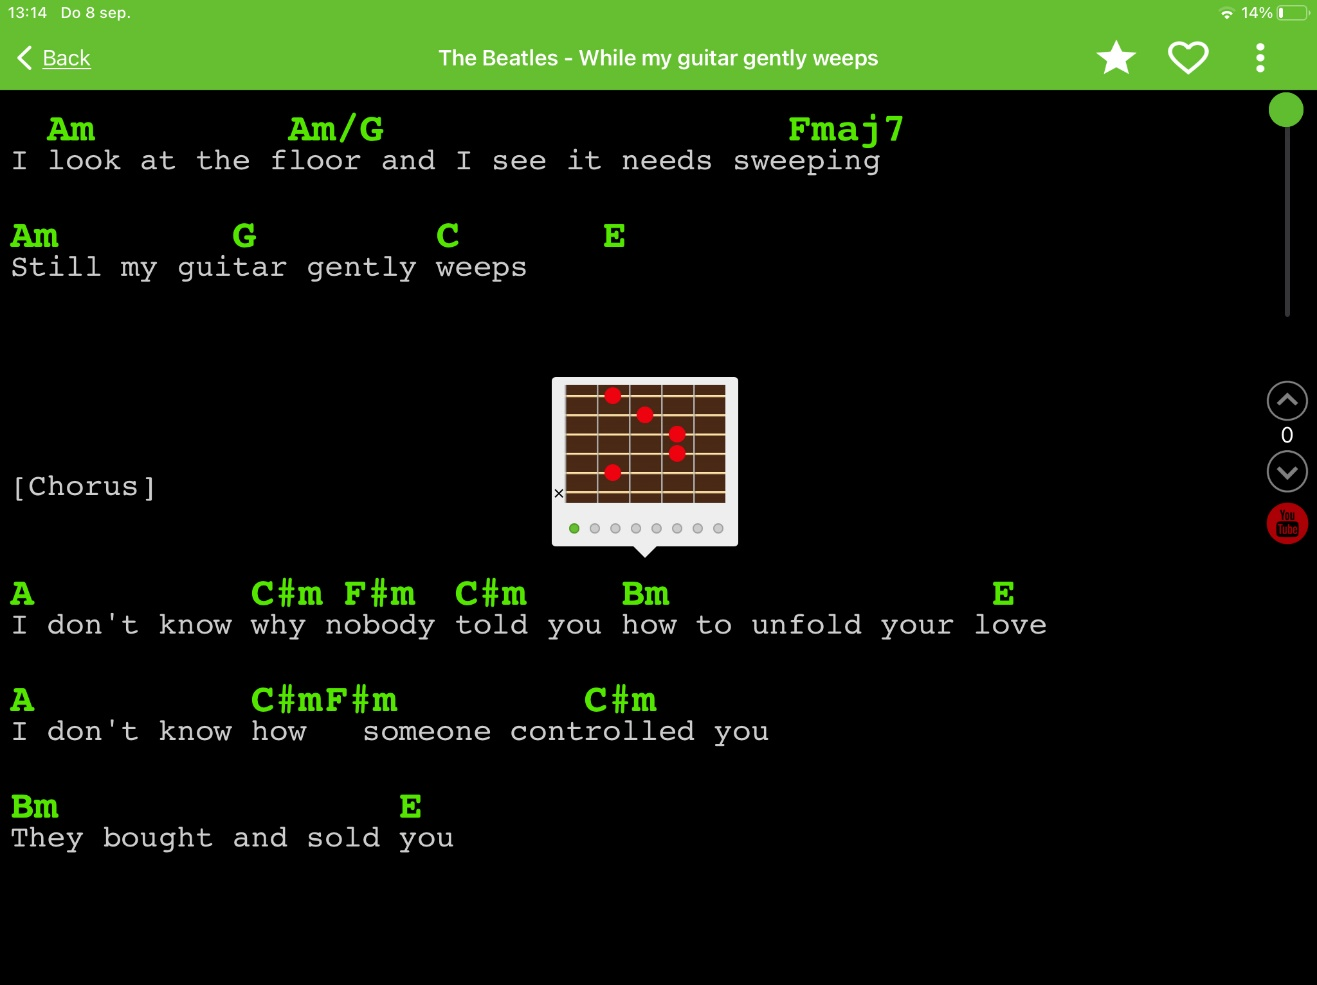 13:14 Do 8 sep. 14%
Back The Beatles - While my guitar gently weeps
Am Am/G Fmaj7
I look at the floor and I see it needs sweeping
Am G C E
Still my guitar gently weeps
×
[Chorus]
0
You
Tube
A C#m F#m C#m Bm E
I don't know why nobody told you how to unfold your love
A C#mF#m C#m
I don't know how someone controlled you
Bm E
They bought and sold you